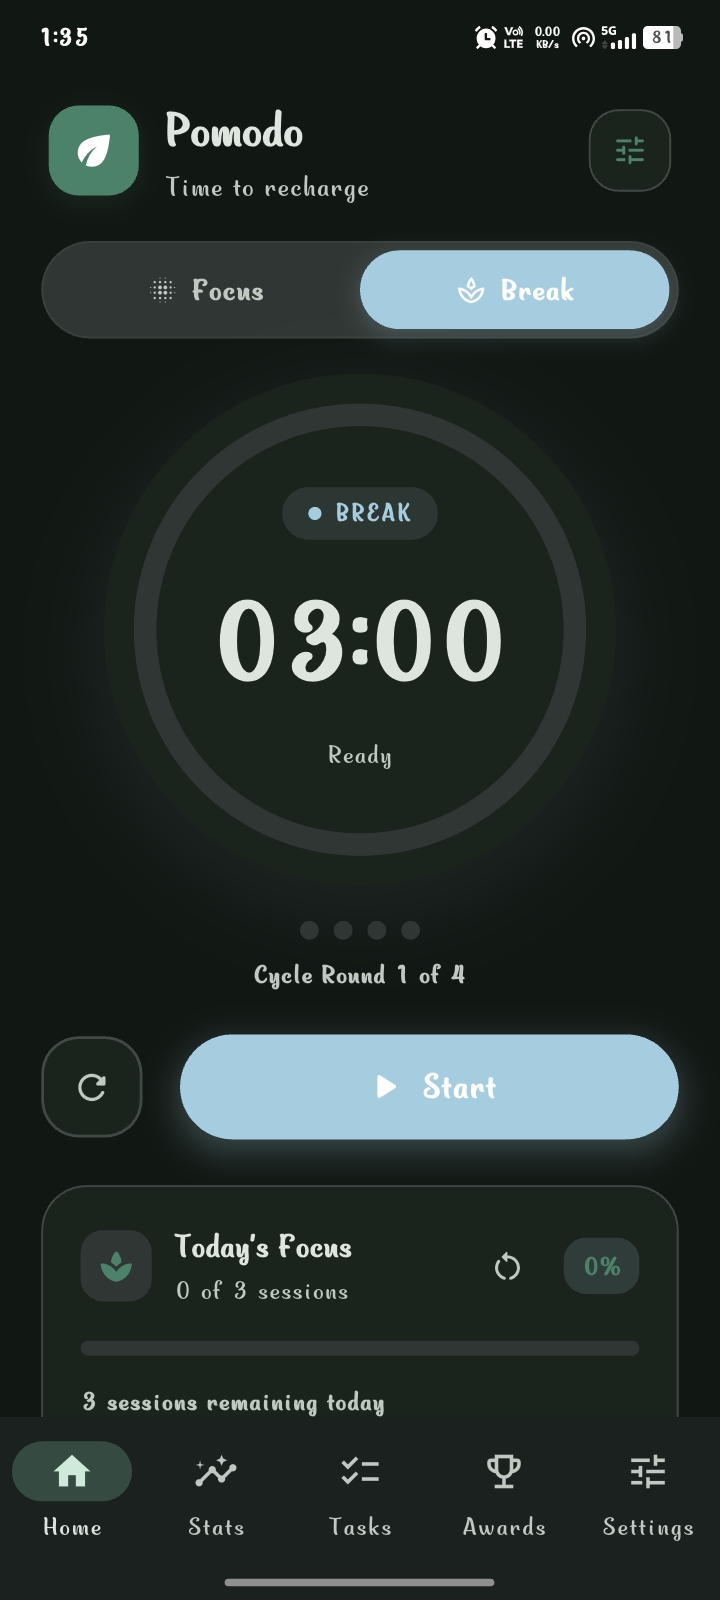 1:35
Vo) LTE 0.00 KB/s 5G 81
Pomodo
Time to recharge
Focus Break
BREAK
03:00
Ready
Cycle Round 1 of 4
Start
Today's Focus
0 of 3 sessions
0%
3 sessions remaining today
Home Stats Tasks Awards Settings